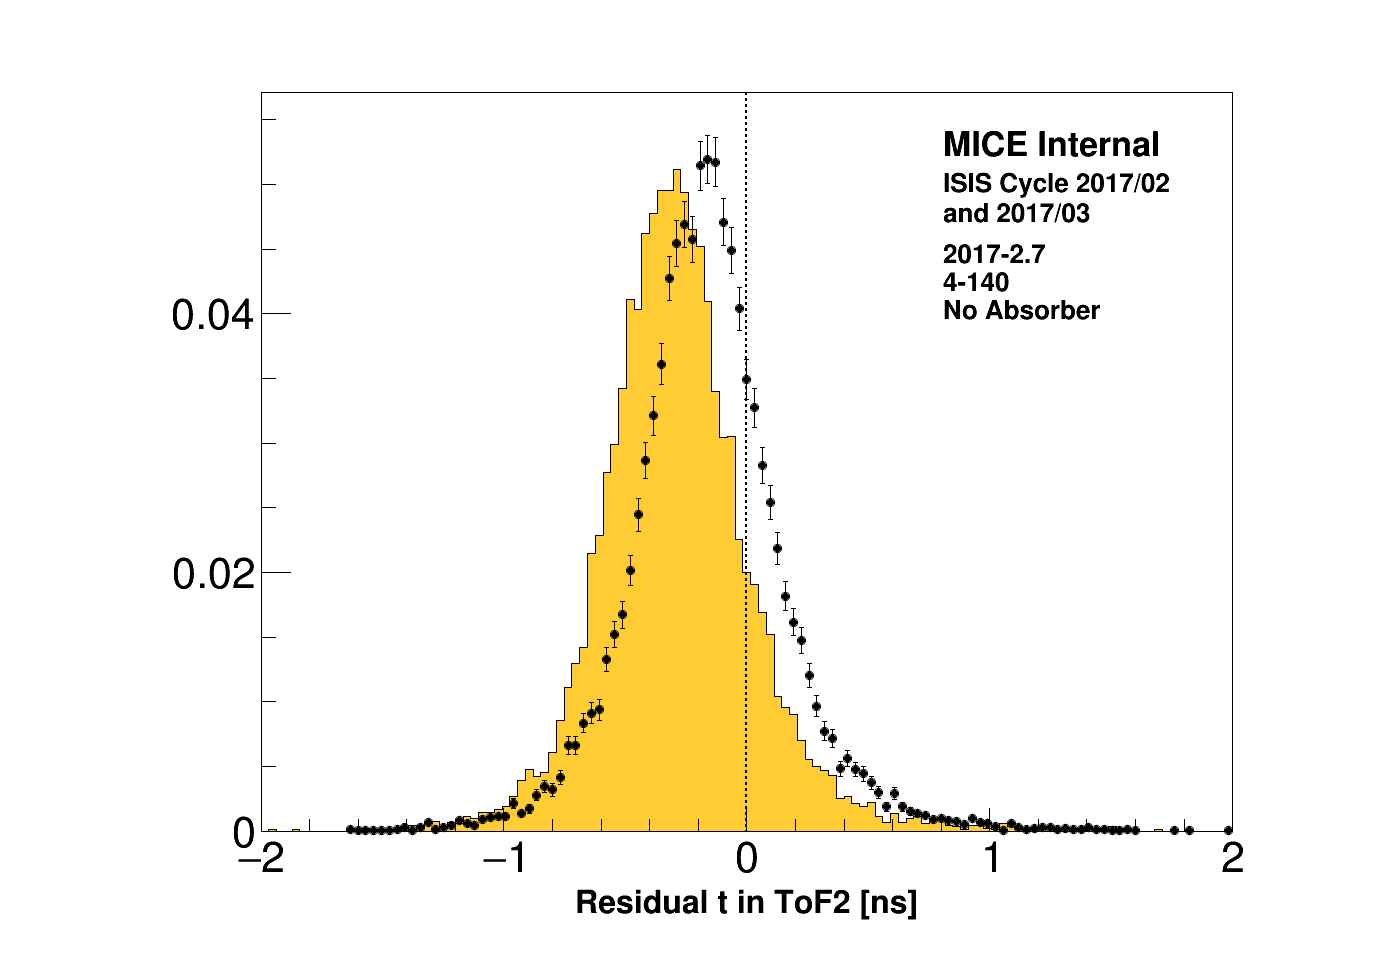 MICE Internal
ISIS Cycle 2017/02
and 2017/03
2017-2.7
4-140
No Absorber
0.04
0.02
0
−2
−1
0
1
2
Residual t in ToF2 [ns]